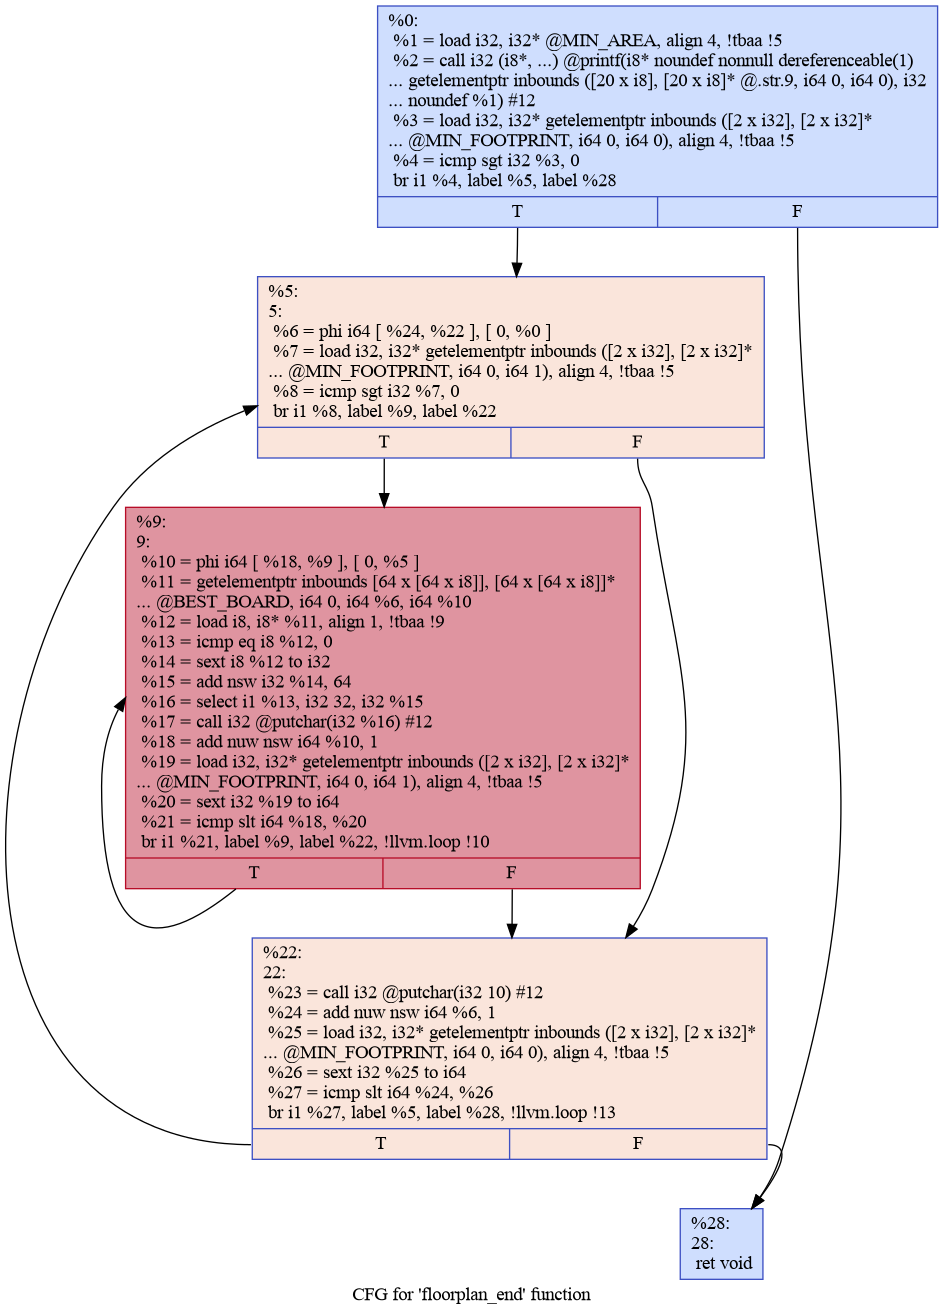 %0:
%1 = load i32, i32* @MIN_AREA, align 4, !tbaa !5
%2 = call i32 (i8*, ...) @printf(i8* noundef nonnull dereferenceable(1)
... getelementptr inbounds ([20 x i8], [20 x i8]* @.str.9, i64 0, i64 0), i32
... noundef %1) #12
%3 = load i32, i32* getelementptr inbounds ([2 x i32], [2 x i32]*
... @MIN_FOOTPRINT, i64 0, i64 0), align 4, !tbaa !5
%4 = icmp sgt i32 %3, 0
br i1 %4, label %5, label %28
T F
%5:
5:
%6 = phi i64 [ %24, %22 ], [ 0, %0 ]
%7 = load i32, i32* getelementptr inbounds ([2 x i32], [2 x i32]*
... @MIN_FOOTPRINT, i64 0, i64 1), align 4, !tbaa !5
%8 = icmp sgt i32 %7, 0
br i1 %8, label %9, label %22
T F
%9:
9:
%10 = phi i64 [ %18, %9 ], [ 0, %5 ]
%11 = getelementptr inbounds [64 x [64 x i8]], [64 x [64 x i8]]*
... @BEST_BOARD, i64 0, i64 %6, i64 %10
%12 = load i8, i8* %11, align 1, !tbaa !9
%13 = icmp eq i8 %12, 0
%14 = sext i8 %12 to i32
%15 = add nsw i32 %14, 64
%16 = select i1 %13, i32 32, i32 %15
%17 = call i32 @putchar(i32 %16) #12
%18 = add nuw nsw i64 %10, 1
%19 = load i32, i32* getelementptr inbounds ([2 x i32], [2 x i32]*
... @MIN_FOOTPRINT, i64 0, i64 1), align 4, !tbaa !5
%20 = sext i32 %19 to i64
%21 = icmp slt i64 %18, %20
br i1 %21, label %9, label %22, !llvm.loop !10
T F
%22:
22:
%23 = call i32 @putchar(i32 10) #12
%24 = add nuw nsw i64 %6, 1
%25 = load i32, i32* getelementptr inbounds ([2 x i32], [2 x i32]*
... @MIN_FOOTPRINT, i64 0, i64 0), align 4, !tbaa !5
%26 = sext i32 %25 to i64
%27 = icmp slt i64 %24, %26
br i1 %27, label %5, label %28, !llvm.loop !13
T F
%28:
28:
ret void
CFG for 'floorplan_end' function